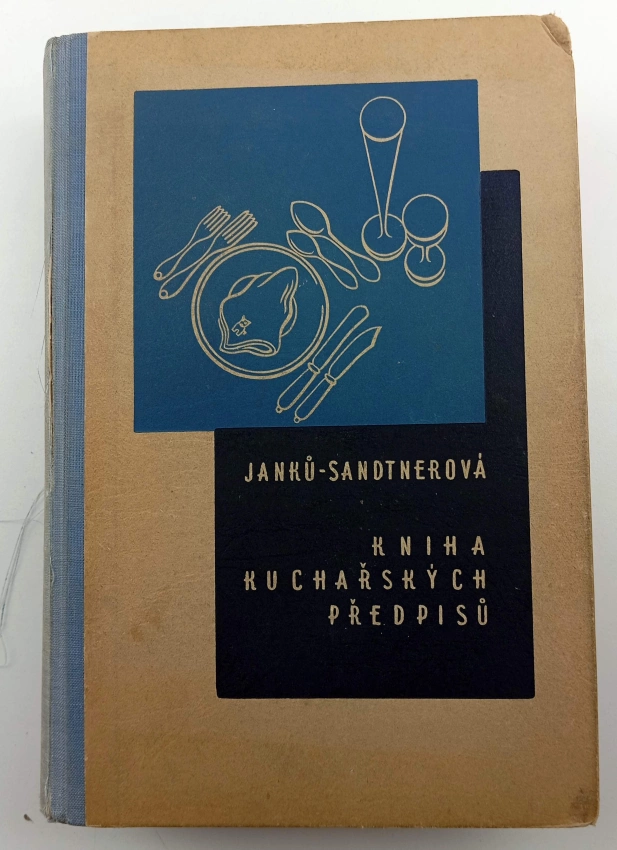 JANKŮ-SANDTNEROVÁ
KNIHA
KUCHAŘSKÝCH
PŘEDPISŮ